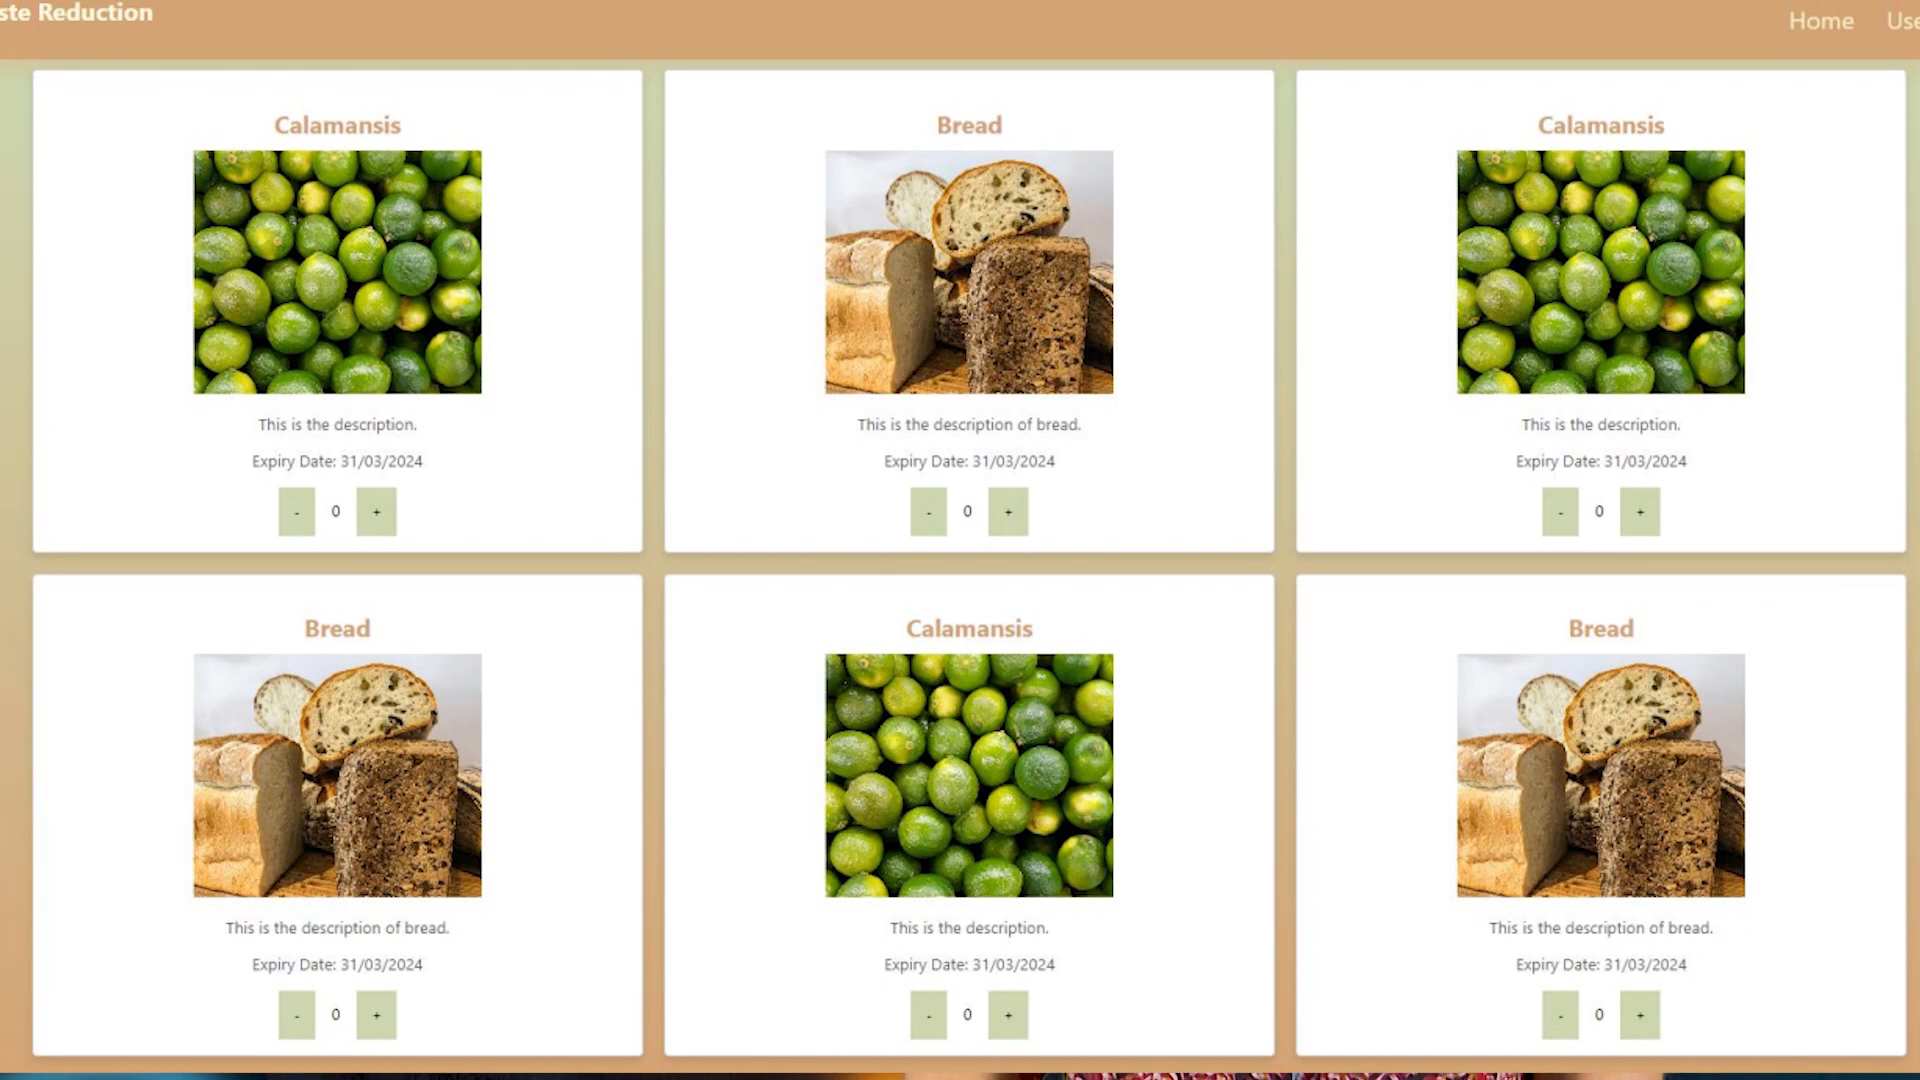 ste Reduction
Home Use
Calamansis
Bread
Calamansis
This is the description.
This is the description of bread.
This is the description.
Expiry Date: 31/03/2024
Expiry Date: 31/03/2024
Expiry Date: 31/03/2024
- 0 +
- 0 +
- 0 +
Bread
Calamansis
Bread
This is the description of bread.
This is the description.
This is the description of bread.
Expiry Date: 31/03/2024
Expiry Date: 31/03/2024
Expiry Date: 31/03/2024
- 0 +
- 0 +
- 0 +